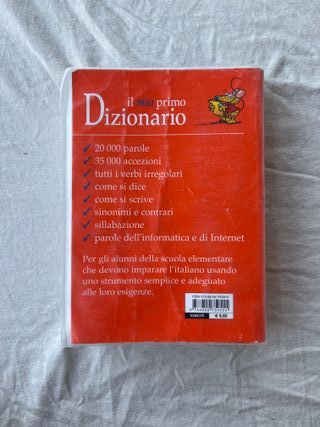 il mio primo
Dizionario
✓ 20 000 parole
✓ 35 000 accezioni
✓ tutti i verbi irregolari
✓ come si dice
✓ come si scrive
✓ sinonimi e contrari
✓ sillabazione
✓ parole dell'informatica e di Internet
Per gli alunni della scuola elementare
che devono imparare l'italiano usando
uno strumento semplice e adeguato
alle loro esigenze.